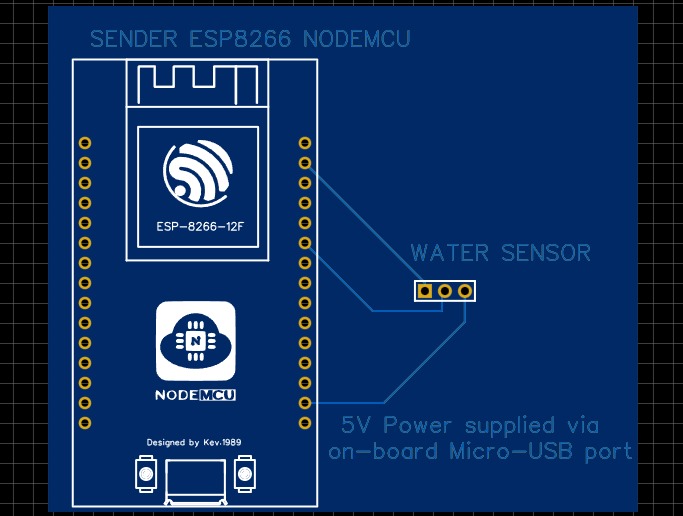 SENDER ESP8266 NODEMCU
ESP-8266-12F
WATER SENSOR
N
NODEMCU
5V Power supplied via
on-board Micro-USB port
Designed by Kev.1989